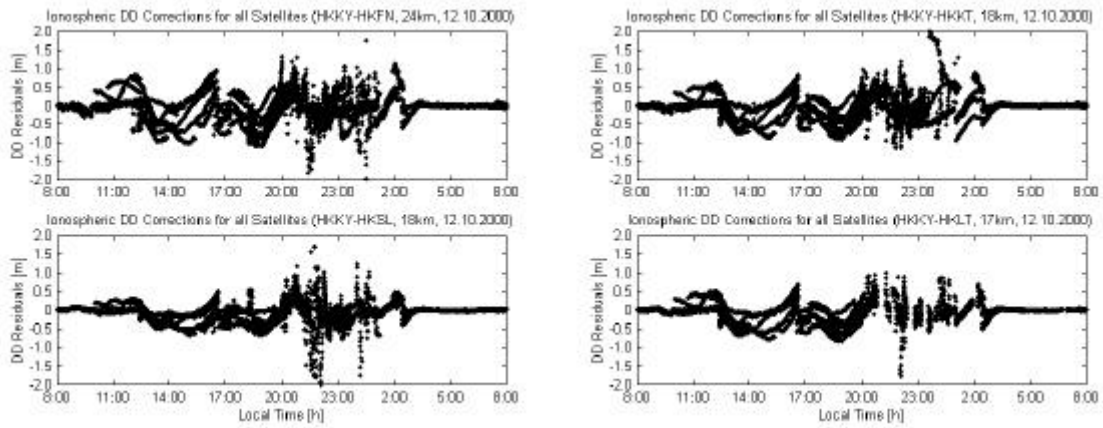 Ionospheric DD Corrections for all Satellites (HKKY-HKFN, 24km, 12.10.2000)
DD Residuals [m]
2.0
1.5
1.0
0.5
0
-0.5
-1.0
-1.5
-2.0
8:00 11:00 14:00 17:00 20:00 23:00 2:00 5:00 8:00
Ionospheric DD Corrections for all Satellites (HKKY-HKKT, 18km, 12.10.2000)
DD Residuals [m]
2.0
1.5
1.0
0.5
0
-0.5
-1.0
-1.5
-2.0
8:00 11:00 14:00 17:00 20:00 23:00 2:00 5:00 8:00
Ionospheric DD Corrections for all Satellites (HKKY-HKSL, 18km, 12.10.2000)
DD Residuals [m]
2.0
1.5
1.0
0.5
0
-0.5
-1.0
-1.5
-2.0
8:00 11:00 14:00 17:00 20:00 23:00 2:00 5:00 8:00
Local Time [h]
Ionospheric DD Corrections for all Satellites (HKKY-HKLT, 17km, 12.10.2000)
DD Residuals [m]
2.0
1.5
1.0
0.5
0
-0.5
-1.0
-1.5
-2.0
8:00 11:00 14:00 17:00 20:00 23:00 2:00 5:00 8:00
Local Time [h]